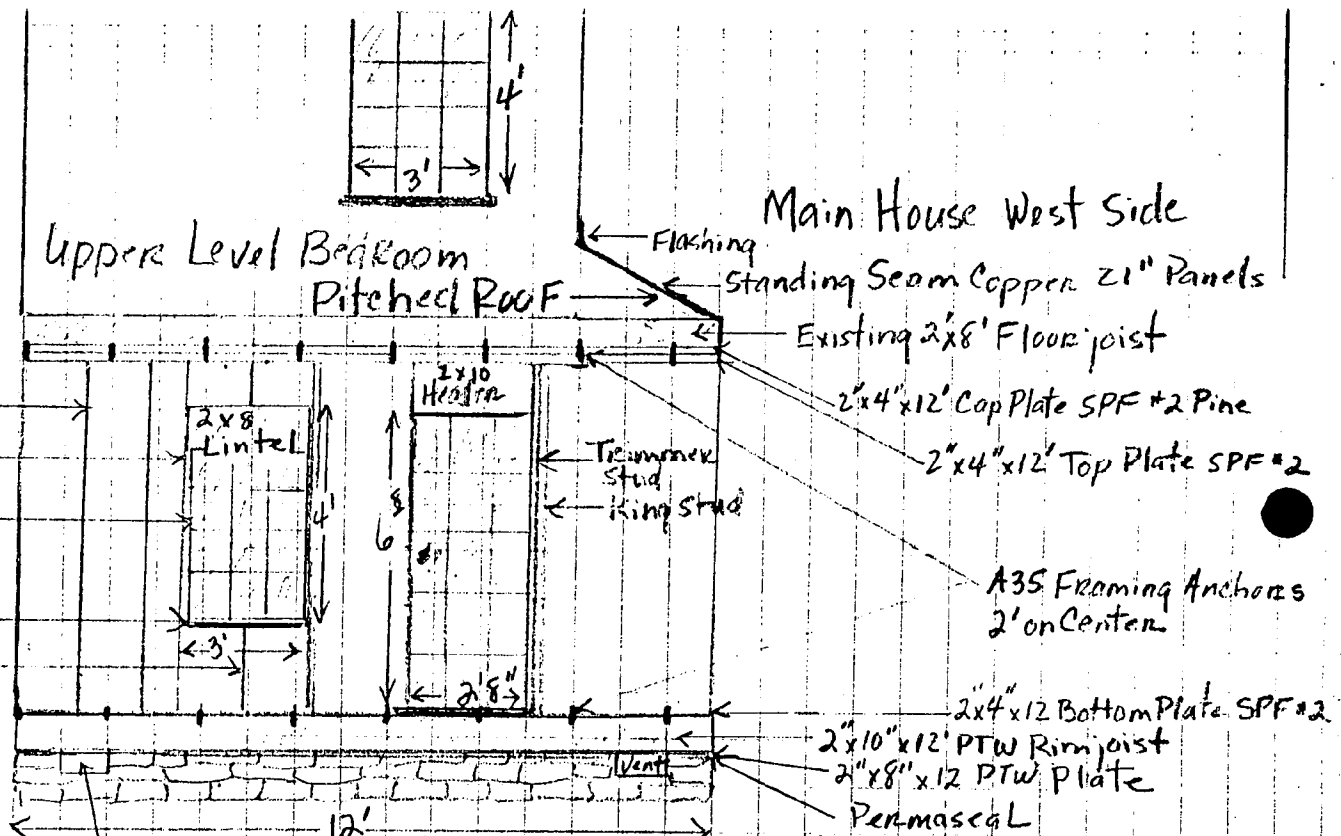 4'
3'
Main House West Side
Flashing
Upper Level Bedroom
Standing Seam Copper 21" Panels
Pitched Roof
Existing 2"x8' Floor joist
2x10
Header
2"x4"x12' Cap Plate SPF #2 Pine
2x8
Lintel
Trimmer
Stud
2"x4"x12' Top Plate SPF #2
4'
6 8
King Stud
A35 Framing Anchors
2' on Center
3'
2'8"
2"x4"x12 Bottom Plate SPF #2
2"x10"x12' PTW Rim joist
Vent
2"x8"x12 PTW Plate
Permaseal
12'